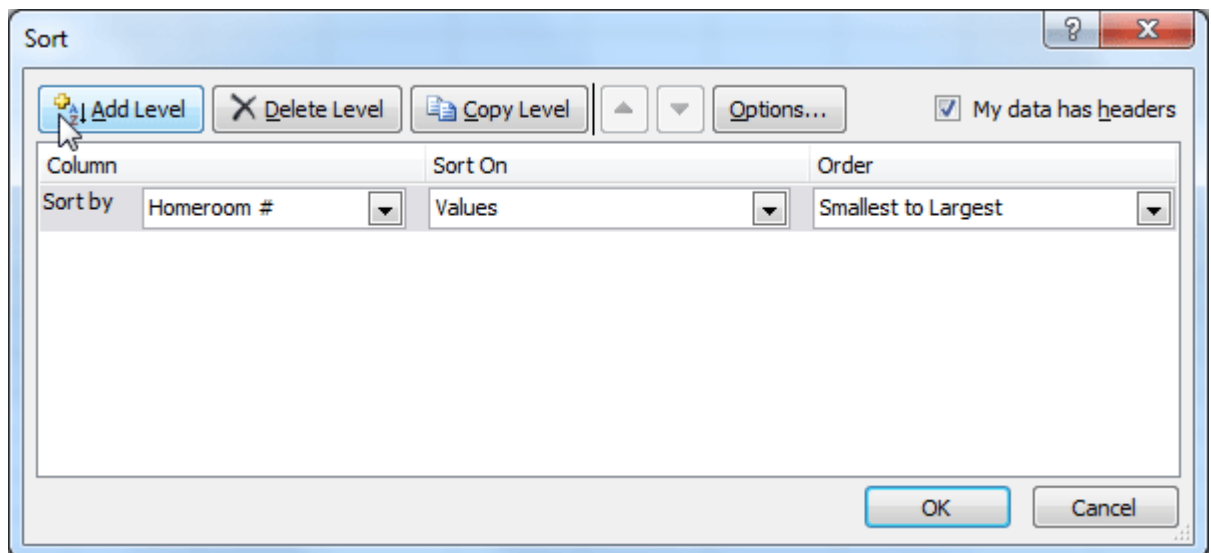 Sort
Add Level Delete Level Copy Level Options... My data has headers
Column Sort On Order
Sort by Homeroom # Values Smallest to Largest
OK Cancel